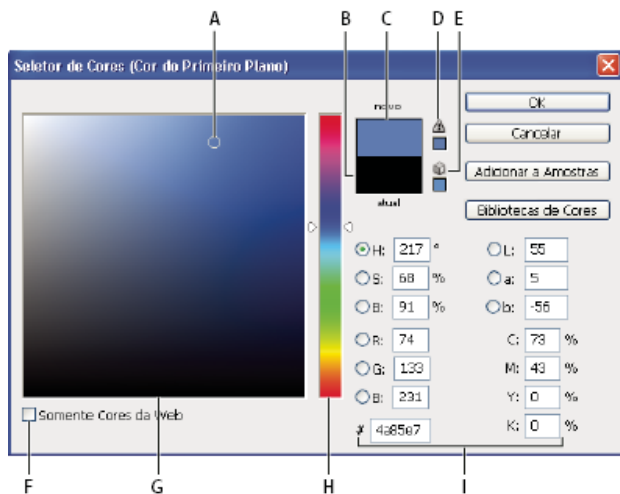 A B C D E
Seletor de Cores (Cor do Primeiro Plano)
novo
OK
Cancelar
Adicionar a Amostras
atual
Bibliotecas de Cores
H: 217 °
L: 55
S: 68 %
a: 5
B: 91 %
b: -56
R: 74
C: 73 %
G: 133
M: 43 %
B: 231
Y: 0 %
Somente Cores da Web
# 4a85e7
K: 0 %
F G H I